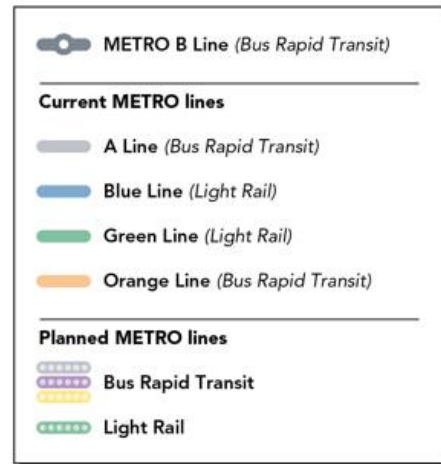 METRO B Line (Bus Rapid Transit)
Current METRO lines
A Line (Bus Rapid Transit)
Blue Line (Light Rail)
Green Line (Light Rail)
Orange Line (Bus Rapid Transit)
Planned METRO lines
Bus Rapid Transit
Light Rail